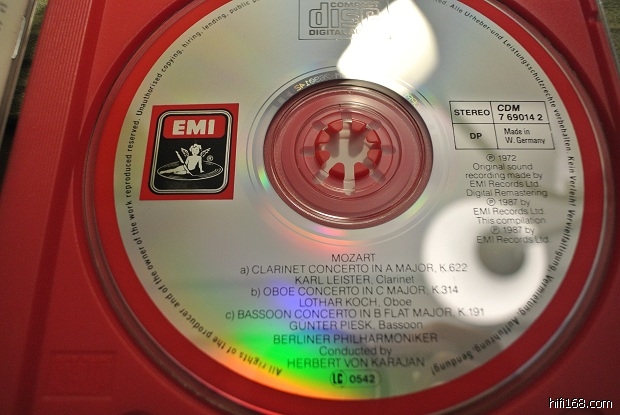 COMPACT
disc
DIGITAL
Unauthorised copying, hiring, lending, public
All rights of the producer and of the owner of the work reproduced reserved.
Alle Urheber und Leistungsschutzrechte vorbehalten. Kein Verleih! Vervielfältigung, Vermietung, Aufführung, Sendung!
EMI
STEREO
CDM
7 69014 2
DP
Made in
W. Germany
℗ 1972
Original sound
recording made by
EMI Records Ltd.
Digital Remastering
℗ 1987 by
EMI Records Ltd.
This compilation
℗ 1987 by
EMI Records Ltd.
MOZART
a) CLARINET CONCERTO IN A MAJOR, K.622
KARL LEISTER, Clarinet
b) OBOE CONCERTO IN C MAJOR, K.314
LOTHAR KOCH, Oboe
c) BASSOON CONCERTO IN B FLAT MAJOR, K.191
GUNTER PIESK, Bassoon
BERLINER PHILHARMONIKER
Conducted by
HERBERT VON KARAJAN
LC 0542
hifi168.com